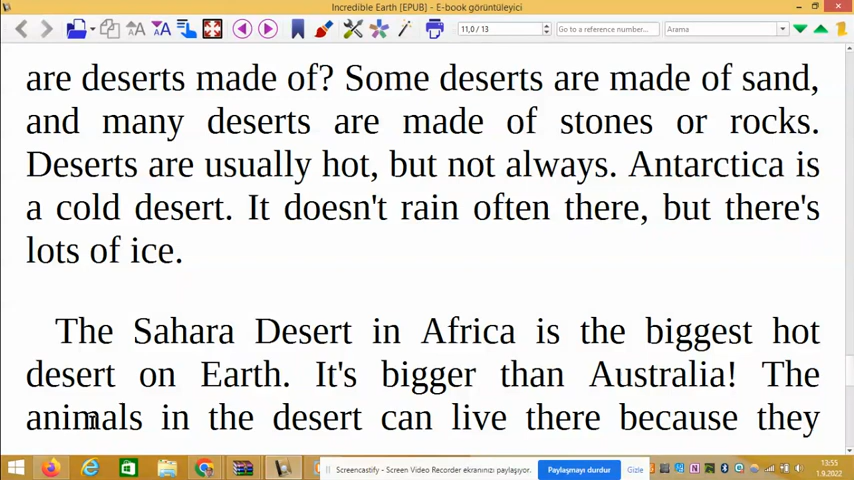 Incredible Earth [EPUB] - E-book görüntüleyici
11,0 / 13
Go to a reference number...
Arama
are deserts made of? Some deserts are made of sand,
and many deserts are made of stones or rocks.
Deserts are usually hot, but not always. Antarctica is
a cold desert. It doesn't rain often there, but there's
lots of ice.
The Sahara Desert in Africa is the biggest hot
desert on Earth. It's bigger than Australia! The
animals in the desert can live there because they
Screencastify - Screen Video Recorder ekranınızı paylaşıyor.
Paylaşmayı durdur
Gizle
13:55
1.9.2022